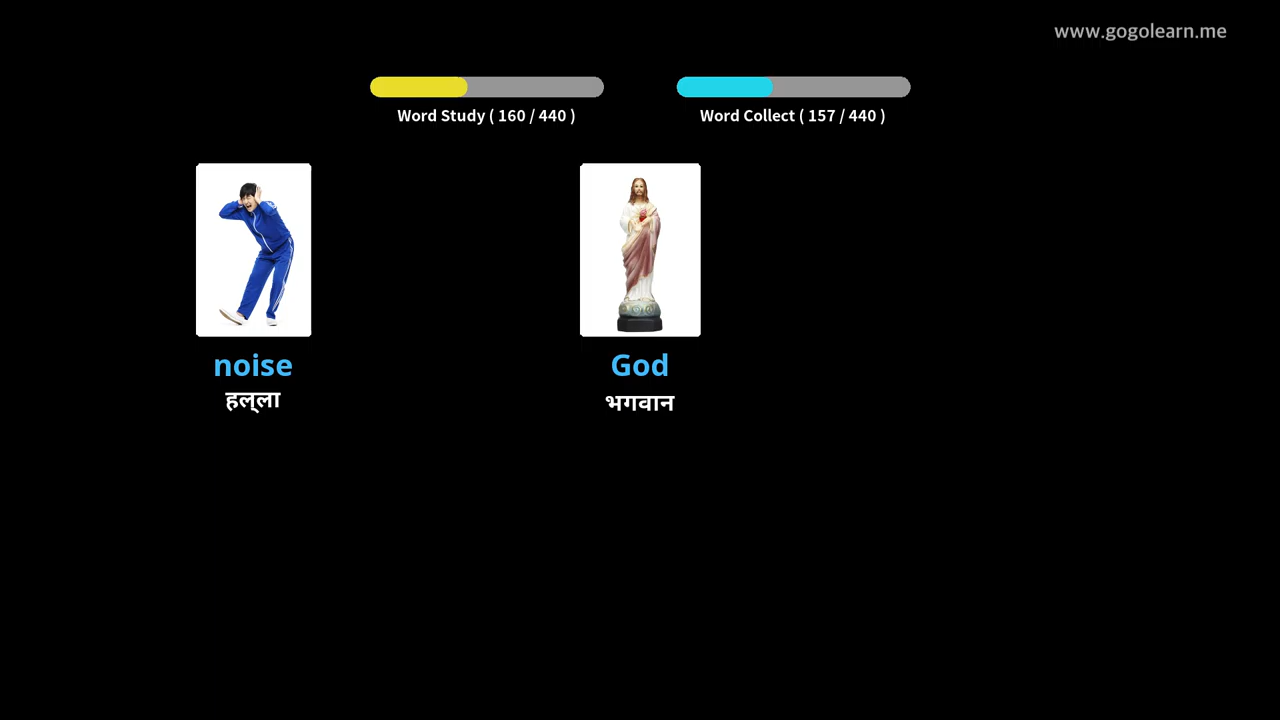 www.gogolearn.me
Word Study ( 160 / 440 )
Word Collect ( 157 / 440 )
noise
हल्ला
God
भगवान